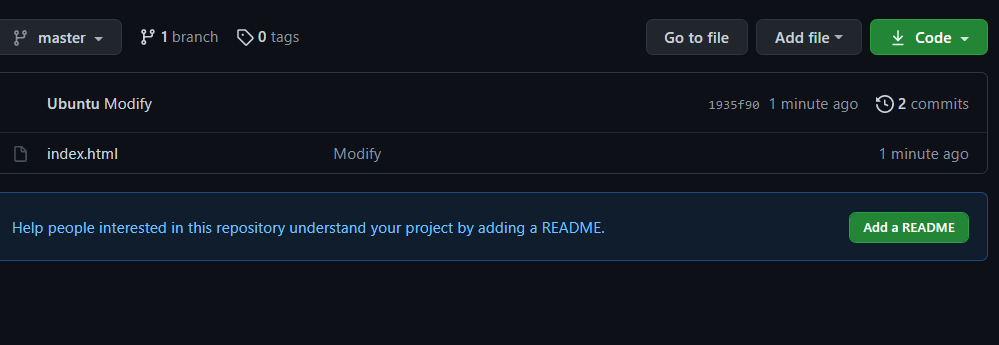 master 1 branch 0 tags Go to file Add file Code
Ubuntu Modify 1935f90 1 minute ago 2 commits
index.html Modify 1 minute ago
Help people interested in this repository understand your project by adding a README. Add a README